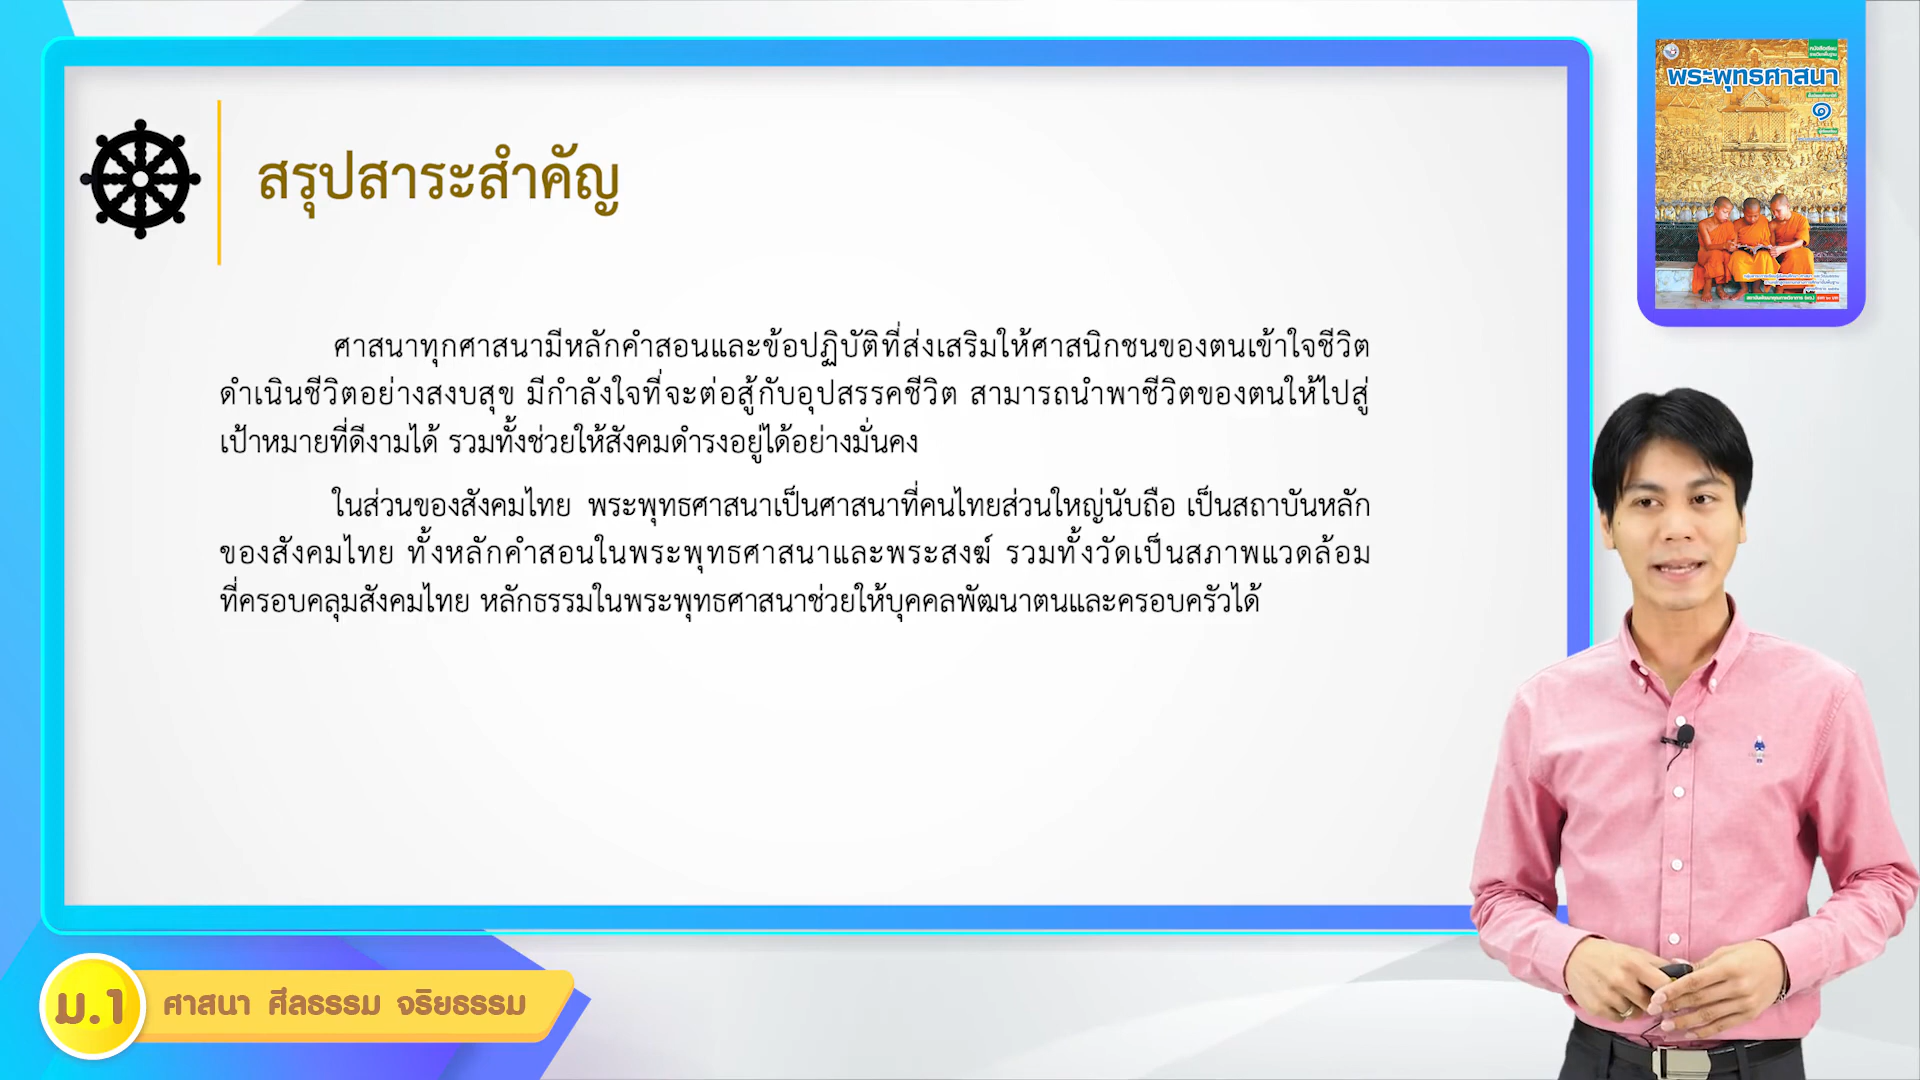 สรุปสาระสำคัญ
ศาสนาทุกศาสนามีหลักคำสอนและข้อปฏิบัติที่ส่งเสริมให้ศาสนิกชนของตนเข้าใจชีวิต
ดำเนินชีวิตอย่างสงบสุข มีกำลังใจที่จะต่อสู้กับอุปสรรคชีวิต สามารถนำพาชีวิตของตนให้ไปสู่
เป้าหมายที่ดีงามได้ รวมทั้งช่วยให้สังคมดำรงอยู่ได้อย่างมั่นคง
ในส่วนของสังคมไทย พระพุทธศาสนาเป็นศาสนาที่คนไทยส่วนใหญ่นับถือ เป็นสถาบันหลัก
ของสังคมไทย ทั้งหลักคำสอนในพระพุทธศาสนาและพระสงฆ์ รวมทั้งวัดเป็นสภาพแวดล้อม
ที่ครอบคลุมสังคมไทย หลักธรรมในพระพุทธศาสนาช่วยให้บุคคลพัฒนาตนและครอบครัวได้
หนังสือเรียน
พระพุทธศาสนา
๑
ม.1 ศาสนา ศีลธรรม จริยธรรม